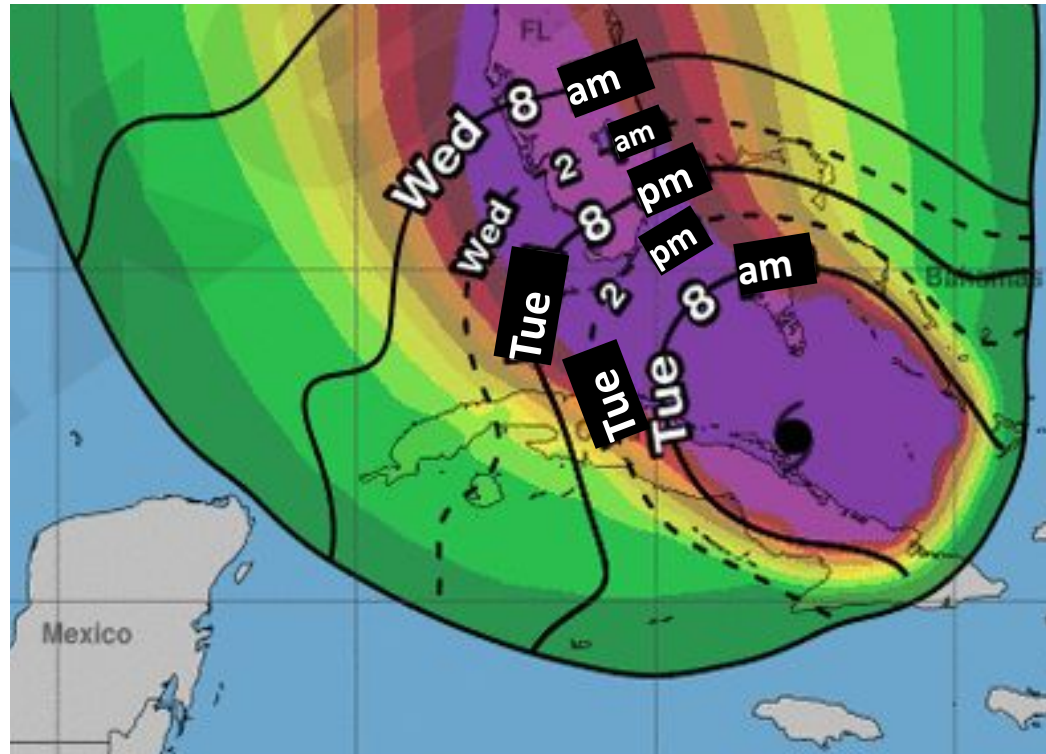 FL
Wed 8 am
Wed 2 am
Tue 8 pm
Tue 2 pm
Tue 8 am
Bahamas
Mexico